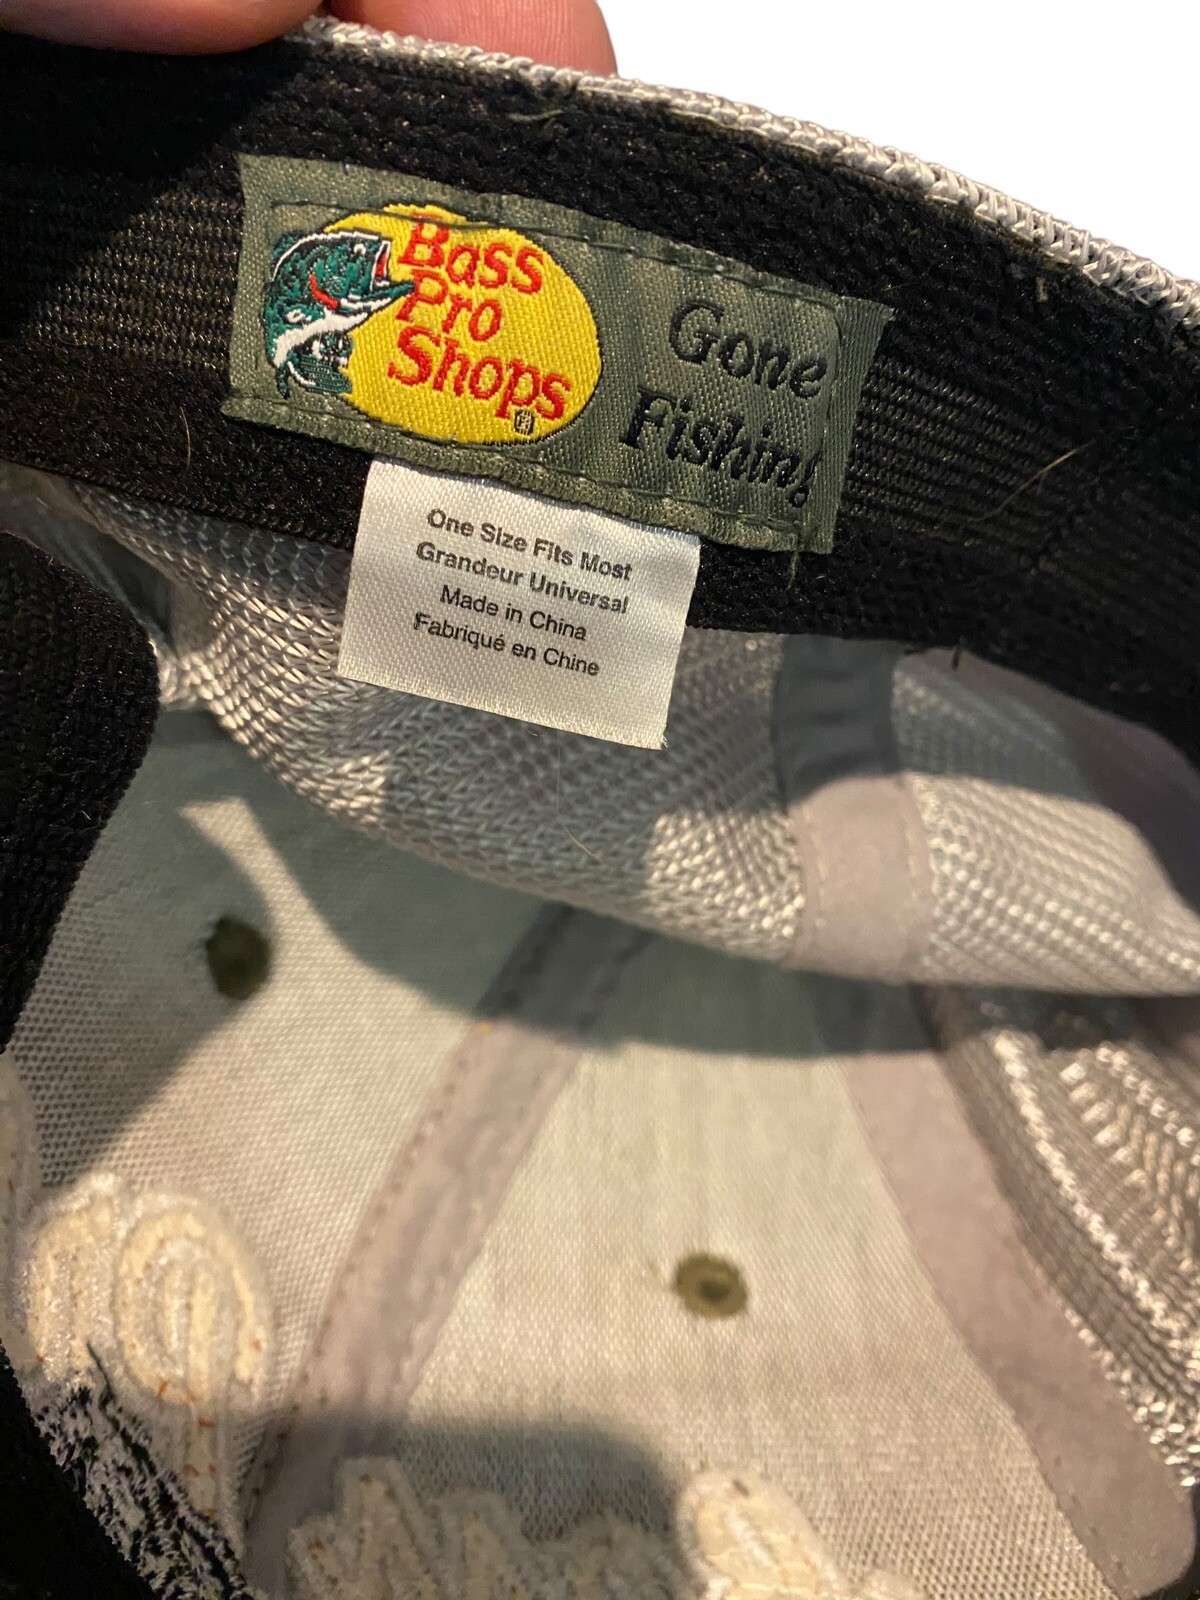 Bass
Pro
Shops
Gone
Fishing
One Size Fits Most
Grandeur Universal
Made in China
Fabriqué en Chine